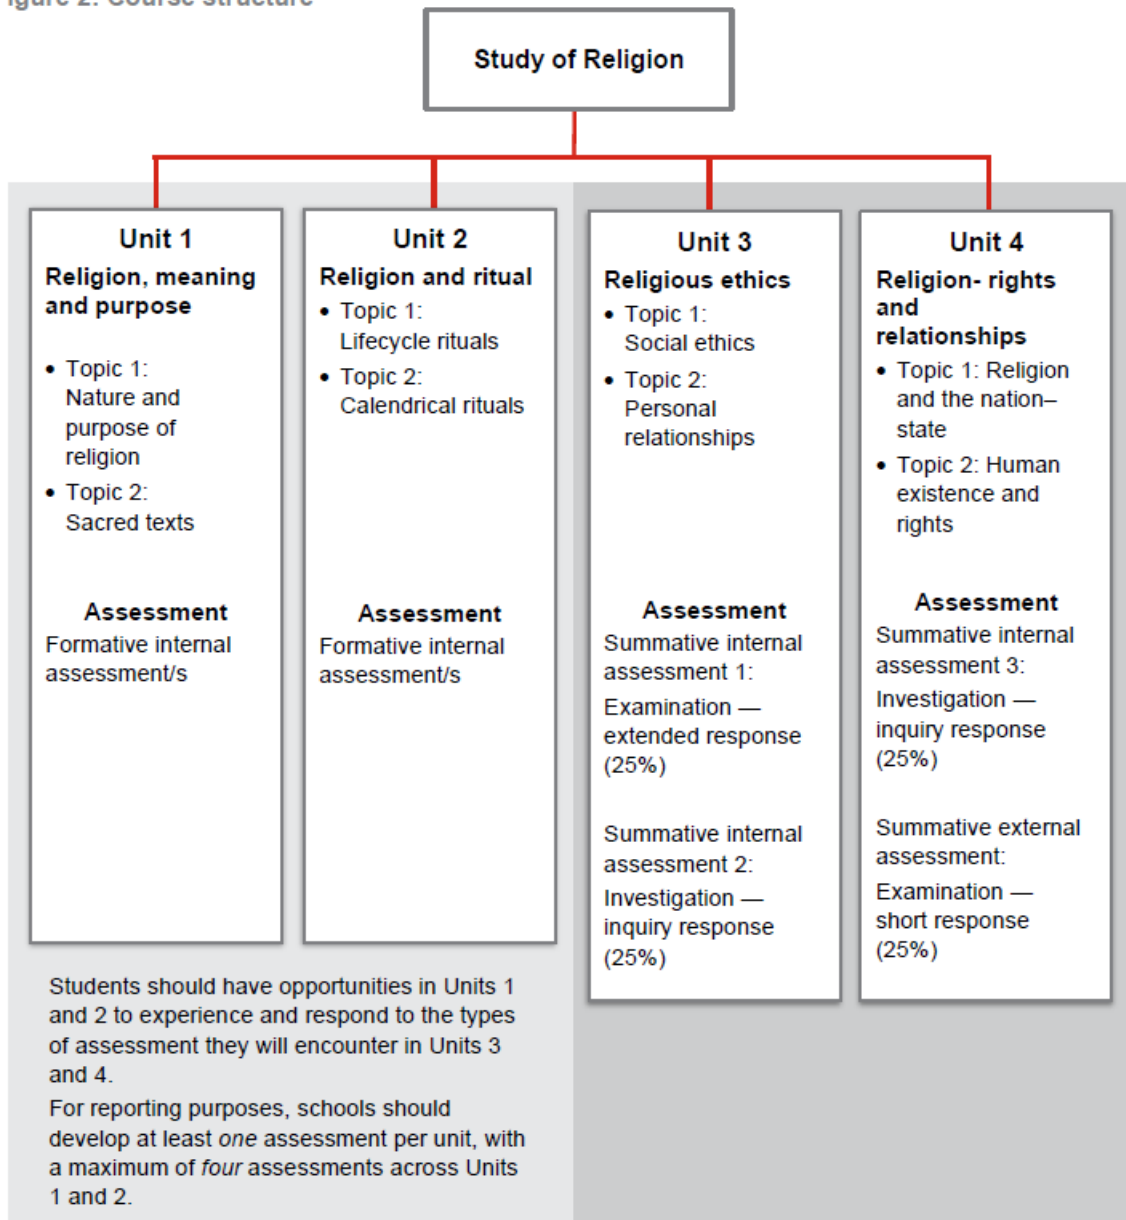 Figure 2: Course structure
Study of Religion
Unit 1
Religion, meaning
and purpose
• Topic 1:
Nature and
purpose of
religion
• Topic 2:
Sacred texts
Assessment
Formative internal
assessment/s
Unit 2
Religion and ritual
• Topic 1:
Lifecycle rituals
• Topic 2:
Calendrical rituals
Assessment
Formative internal
assessment/s
Unit 3
Religious ethics
• Topic 1:
Social ethics
• Topic 2:
Personal
relationships
Assessment
Summative internal
assessment 1:
Examination —
extended response
(25%)
Summative internal
assessment 2:
Investigation —
inquiry response
(25%)
Unit 4
Religion- rights
and
relationships
• Topic 1: Religion
and the nation–
state
• Topic 2: Human
existence and
rights
Assessment
Summative internal
assessment 3:
Investigation —
inquiry response
(25%)
Summative external
assessment:
Examination —
short response
(25%)
Students should have opportunities in Units 1
and 2 to experience and respond to the types
of assessment they will encounter in Units 3
and 4.
For reporting purposes, schools should
develop at least one assessment per unit, with
a maximum of four assessments across Units
1 and 2.